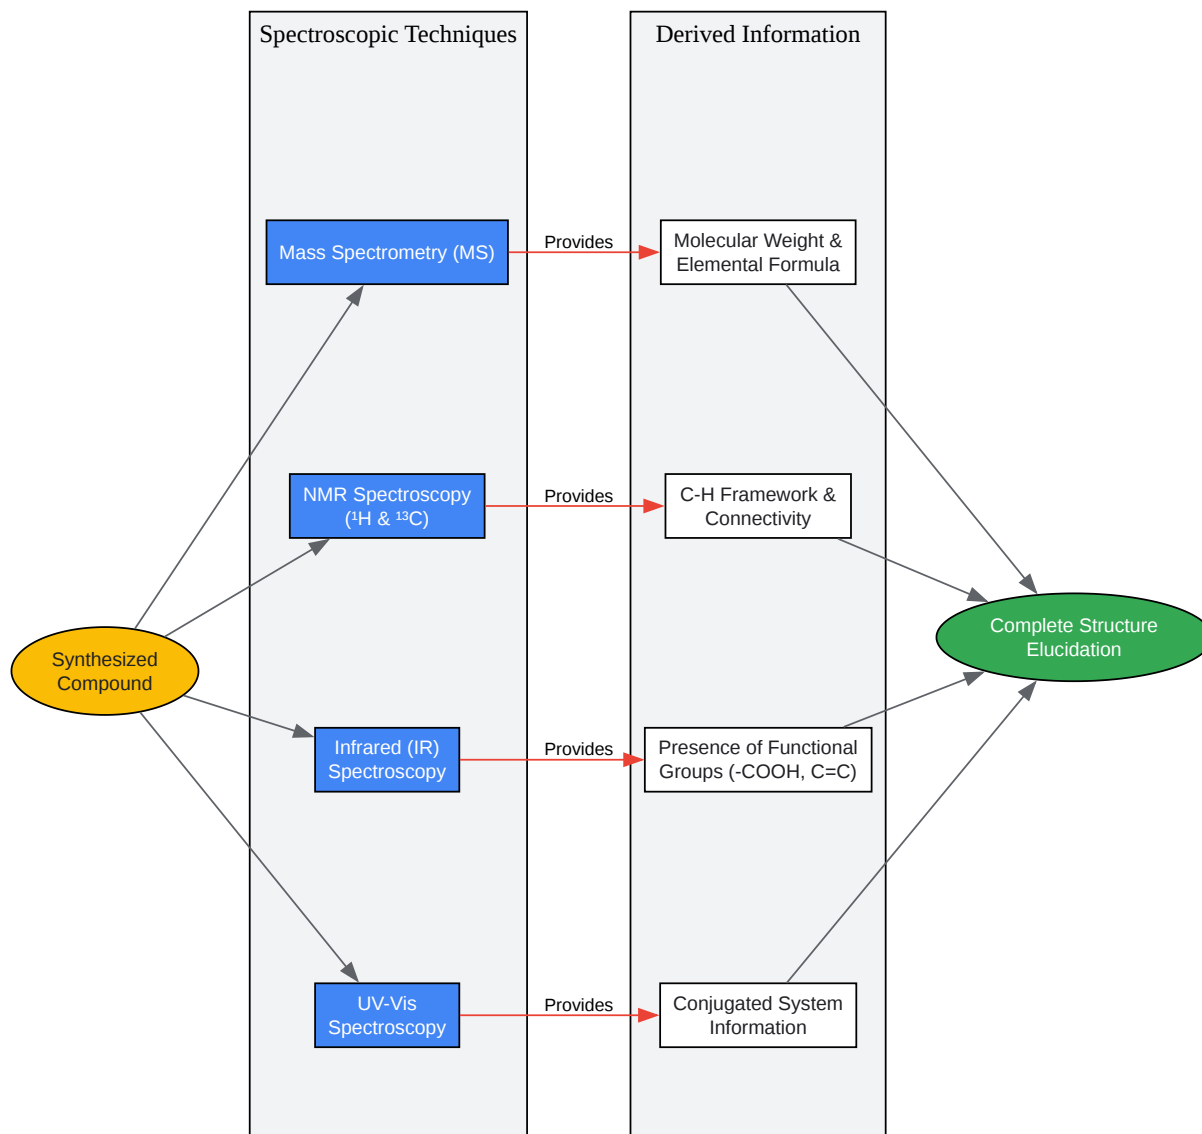 Spectroscopic Techniques
Derived Information
Mass Spectrometry (MS)
Provides
Molecular Weight &
Elemental Formula
NMR Spectroscopy
(¹H & ¹³C)
Provides
C-H Framework &
Connectivity
Synthesized
Compound
Complete Structure
Elucidation
Infrared (IR)
Spectroscopy
Provides
Presence of Functional
Groups (-COOH, C=C)
UV-Vis
Spectroscopy
Provides
Conjugated System
Information